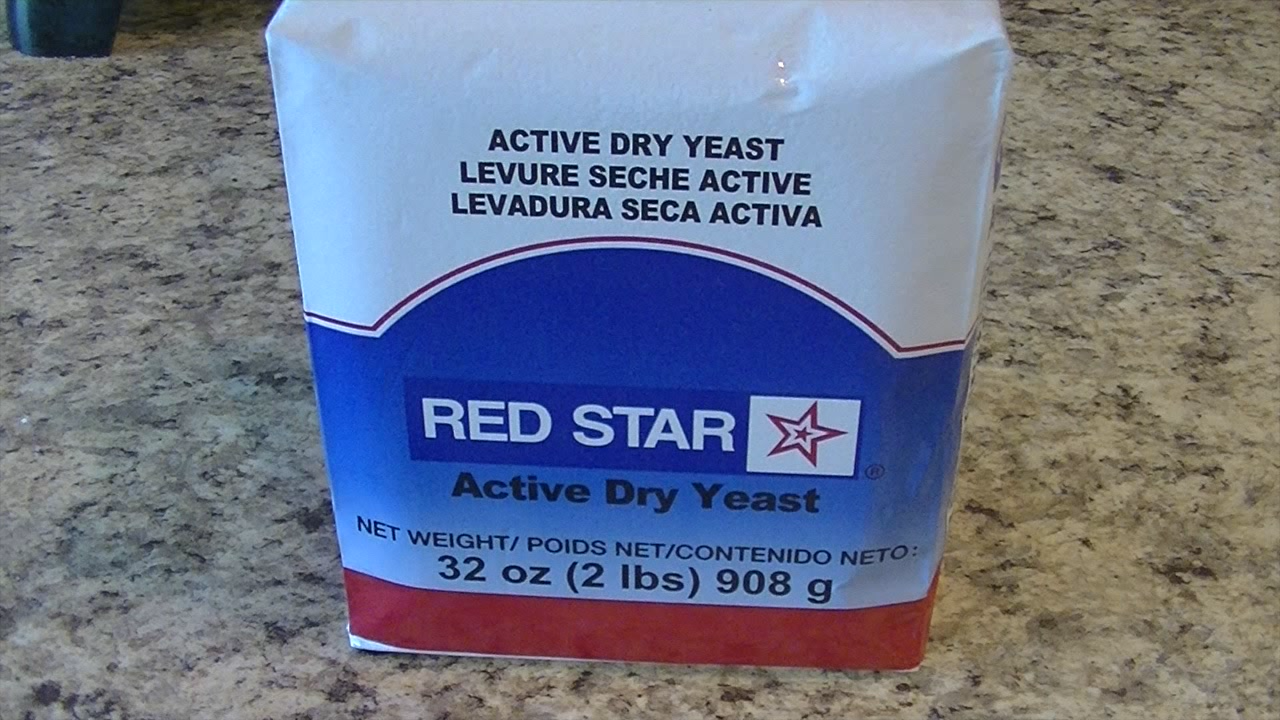 ACTIVE DRY YEAST
LEVURE SECHE ACTIVE
LEVADURA SECA ACTIVA
RED STAR
®
Active Dry Yeast
NET WEIGHT/ POIDS NET/CONTENIDO NETO:
32 oz (2 lbs) 908 g